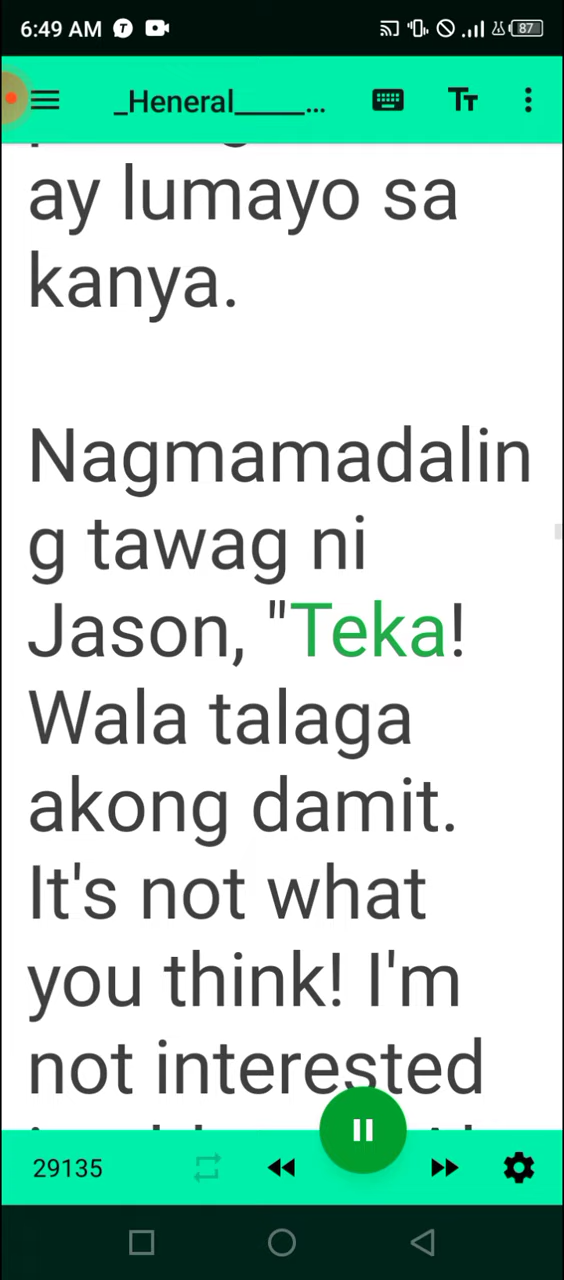 6:49 AM
87
_Heneral_____...
ay lumayo sa
kanya.
Nagmamadalin
g tawag ni
Jason, "Teka!
Wala talaga
akong damit.
It's not what
you think! I'm
not interested
29135